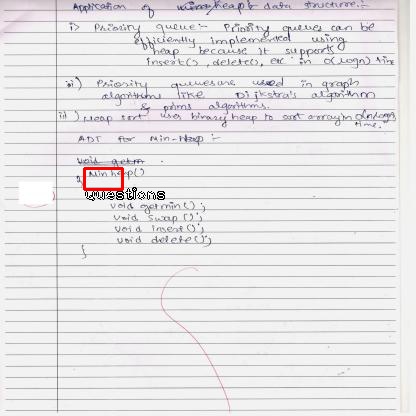 Application of binary heap data structure:-
i) Priority queue:- Priority queues can be
efficiently implemented using
heap because it supports
insert(), delete(), etc in O(logn) time
ii) Priority queues are used in graph
algorithms like Dijkstra's algorithm
& prims algorithms.
iii) Heap sort uses binary heap to sort array in O(nlogn)
time.
ADT for Min-Heap :-
void getm
Min heap()
Questions
void getmin();
void swap();
void insert();
void delete();
}